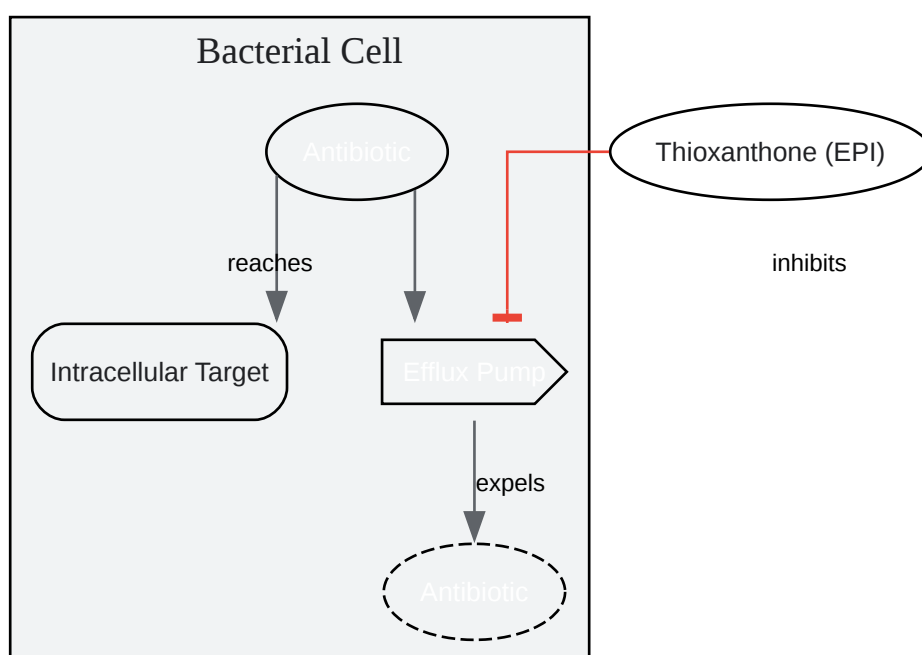 Bacterial Cell
Antibiotic
Thioxanthone (EPI)
reaches
inhibits
Intracellular Target
Efflux Pump
expels
Antibiotic